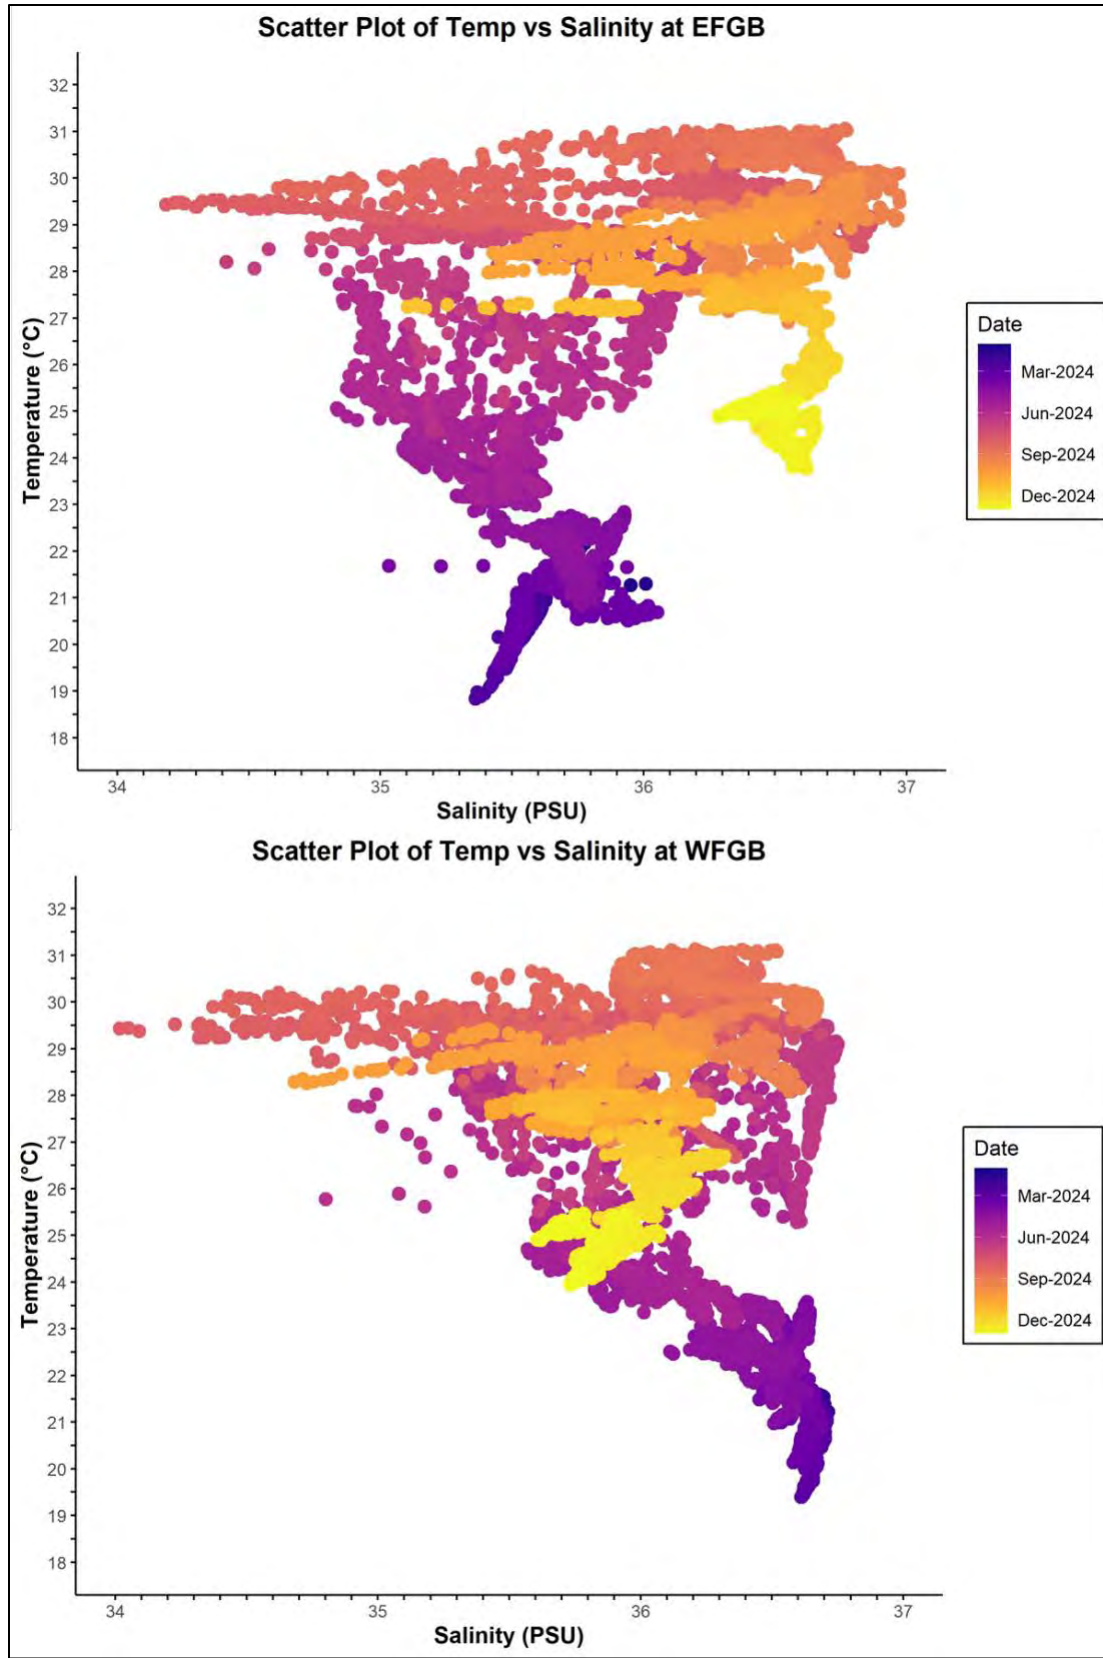 Scatter Plot of Temp vs Salinity at EFGB
32
31
30
29
28
27
26
25
24
23
22
21
20
19
18
Temperature (°C)
34 35 36 37
Salinity (PSU)
Date
Mar-2024
Jun-2024
Sep-2024
Dec-2024
Scatter Plot of Temp vs Salinity at WFGB
32
31
30
29
28
27
26
25
24
23
22
21
20
19
18
Temperature (°C)
34 35 36 37
Salinity (PSU)
Date
Mar-2024
Jun-2024
Sep-2024
Dec-2024